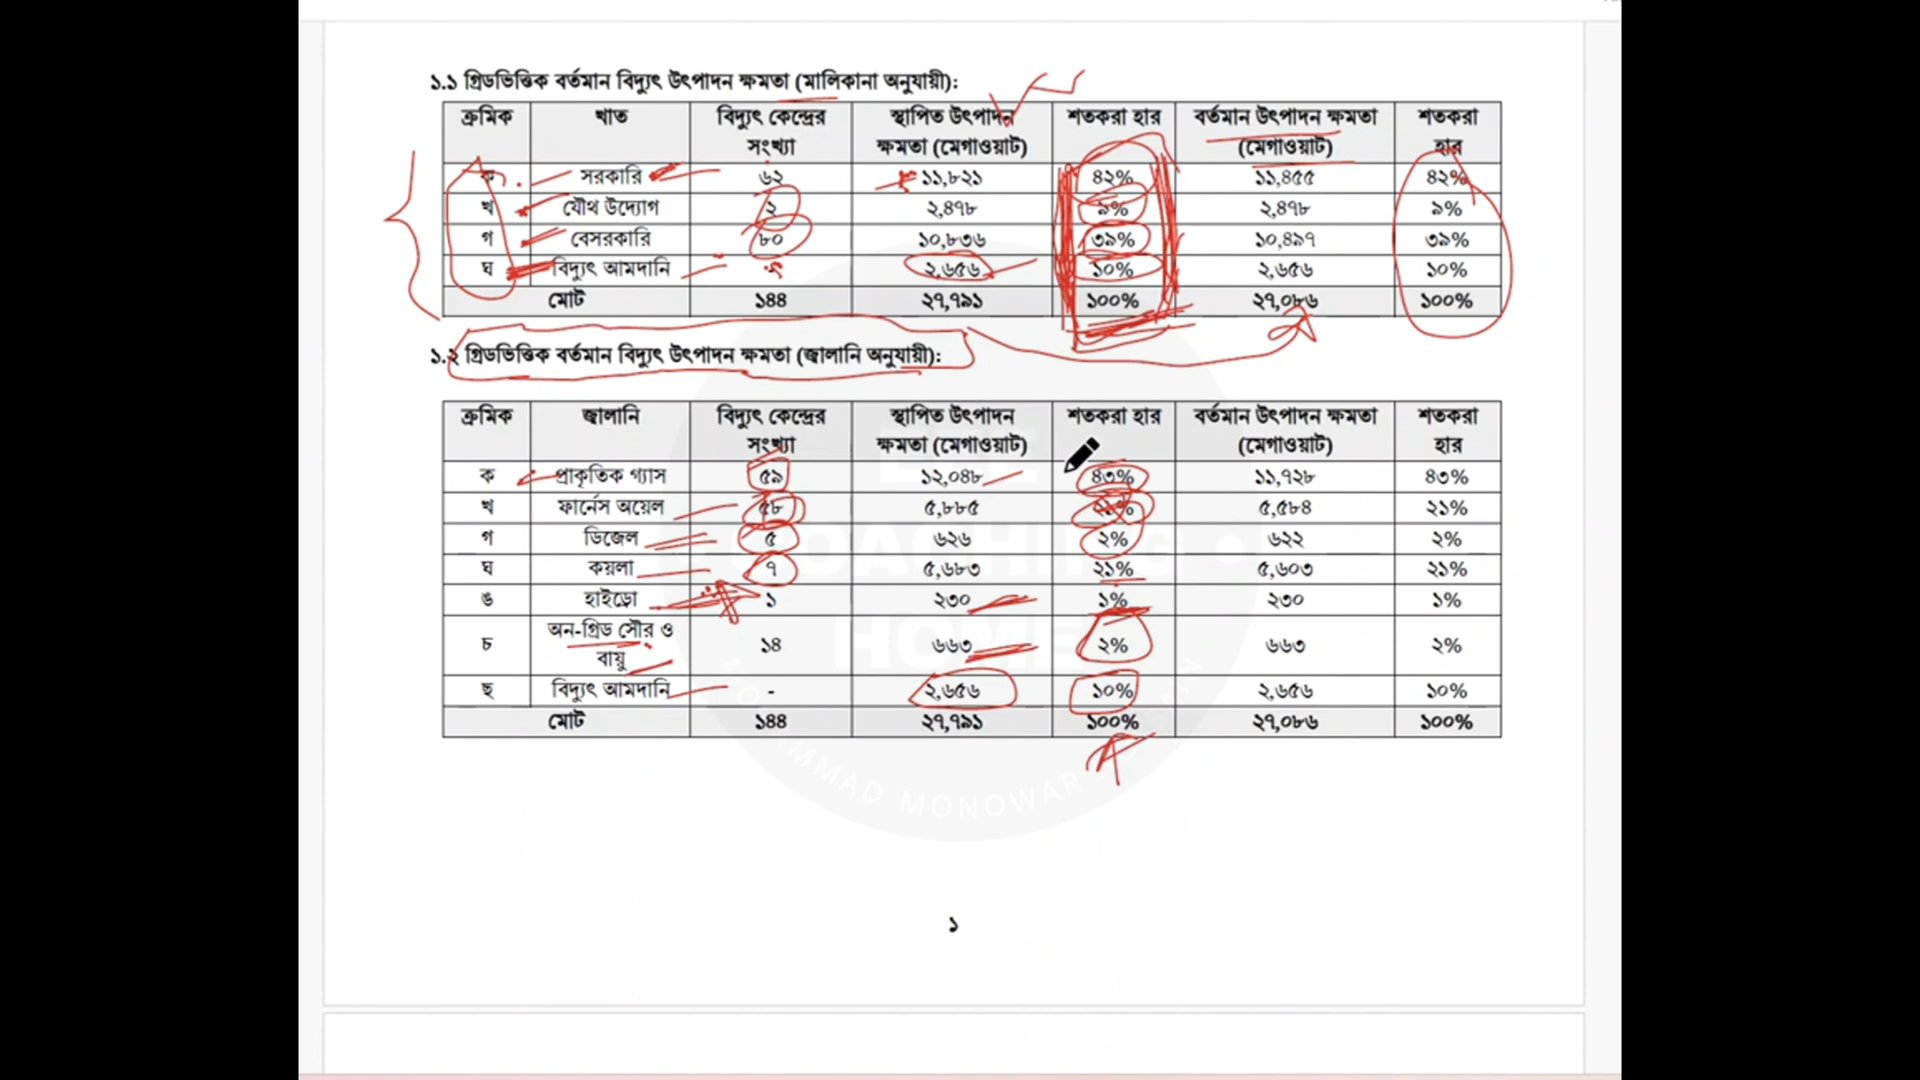 ১.১ গ্রিডভিত্তিক বর্তমান বিদ্যুৎ উৎপাদন ক্ষমতা (মালিকানা অনুযায়ী):
ক্রমিক খাত বিদ্যুৎ কেন্দ্রের সংখ্যা স্থাপিত উৎপাদন ক্ষমতা (মেগাওয়াট) শতকরা হার বর্তমান উৎপাদন ক্ষমতা (মেগাওয়াট) শতকরা হার
ক সরকারি ৬২ ১১,৮২১ ৪২% ১১,৪৫৫ ৪২%
খ যৌথ উদ্যোগ ২ ২,৪৭৮ ৯% ২,৪৭৮ ৯%
গ বেসরকারি ৮০ ১০,৮৩৬ ৩৯% ১০,৪৯৭ ৩৯%
ঘ বিদ্যুৎ আমদানি ২,৬৫৬ ১০% ২,৬৫৬ ১০%
মোট ১৪৪ ২৭,৭৯১ ১০০% ২৭,০৮৬ ১০০%
১.২ গ্রিডভিত্তিক বর্তমান বিদ্যুৎ উৎপাদন ক্ষমতা (জ্বালানি অনুযায়ী):
ক্রমিক জ্বালানি বিদ্যুৎ কেন্দ্রের সংখ্যা স্থাপিত উৎপাদন ক্ষমতা (মেগাওয়াট) শতকরা হার বর্তমান উৎপাদন ক্ষমতা (মেগাওয়াট) শতকরা হার
ক প্রাকৃতিক গ্যাস ৫৯ ১২,০৪৮ ৪৩% ১১,৭২৮ ৪৩%
খ ফার্নেস অয়েল ৫৮ ৫,৮৮৫ ২১% ৫,৫৮৪ ২১%
গ ডিজেল ৫ ৬২৬ ২% ৬২২ ২%
ঘ কয়লা ৭ ৫,৬৮৩ ২১% ৫,৬০৩ ২১%
ঙ হাইড্রো ১ ২৩০ ১% ২৩০ ১%
চ অন-গ্রিড সৌর ও বায়ু ১৪ ৬৬৩ ২% ৬৬৩ ২%
ছ বিদ্যুৎ আমদানি - ২,৬৫৬ ১০% ২,৬৫৬ ১০%
মোট ১৪৪ ২৭,৭৯১ ১০০% ২৭,০৮৬ ১০০%
COACHING
HOME
MONOWAR
১